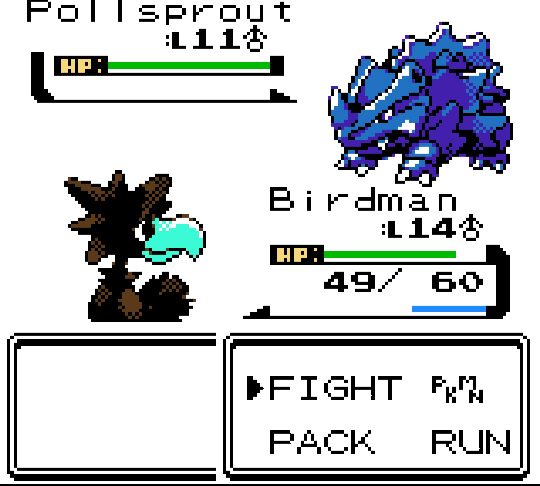 Pollsprout
:L11♂
HP:
Birdman
:L14♂
HP:
49/ 60
▶FIGHT PKMN
PACK RUN